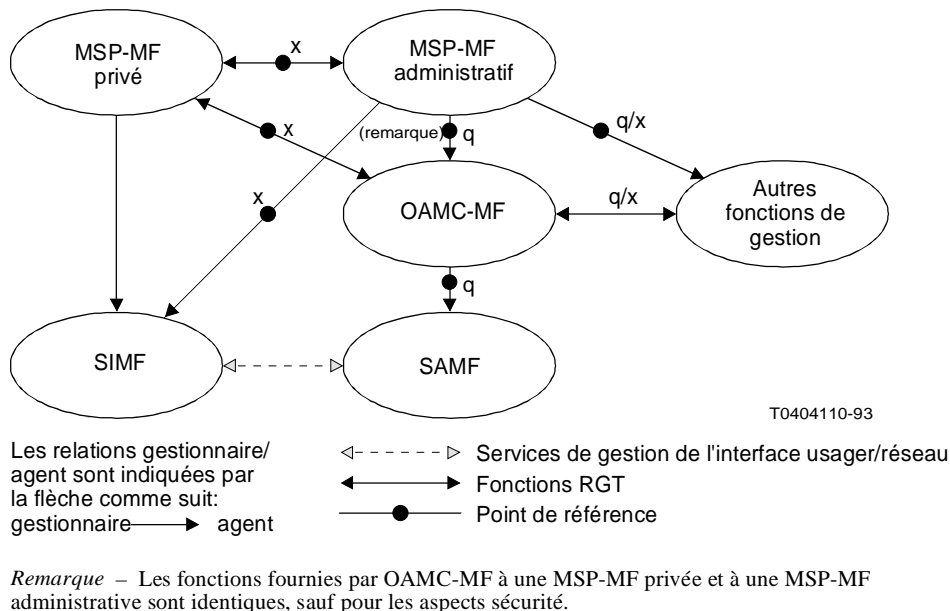 MSP-MF
privé
x
MSP-MF
administratif
x
(remarque)
q
q/x
x
OAMC-MF
q/x
Autres
fonctions de
gestion
q
SIMF
SAMF
T0404110-93
Les relations gestionnaire/
agent sont indiquées par
la flèche comme suit:
gestionnaire agent
Services de gestion de l'interface usager/réseau
Fonctions RGT
Point de référence
Remarque – Les fonctions fournies par OAMC-MF à une MSP-MF privée et à une MSP-MF
administrative sont identiques, sauf pour les aspects sécurité.